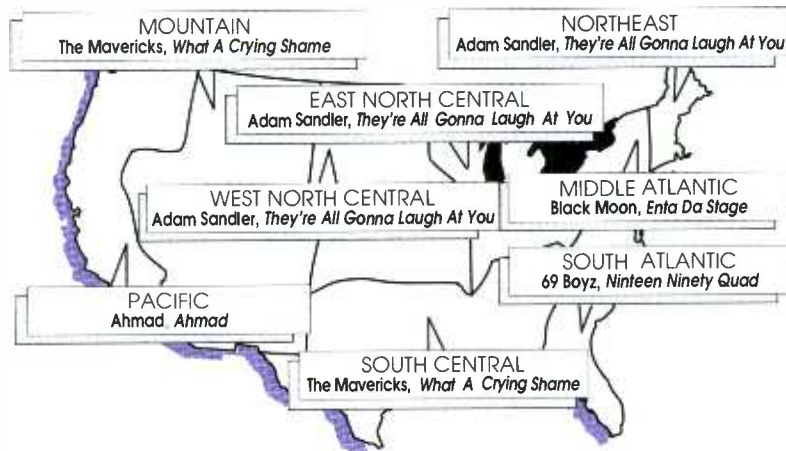 MOUNTAIN
The Mavericks, What A Crying Shame
NORTHEAST
Adam Sandler, They're All Gonna Laugh At You
EAST NORTH CENTRAL
Adam Sandler, They're All Gonna Laugh At You
WEST NORTH CENTRAL
Adam Sandler, They're All Gonna Laugh At You
MIDDLE ATLANTIC
Black Moon, Enta Da Stage
SOUTH ATLANTIC
69 Boyz, Ninteen Ninety Quad
PACIFIC
Ahmad, Ahmad
SOUTH CENTRAL
The Mavericks, What A Crying Shame